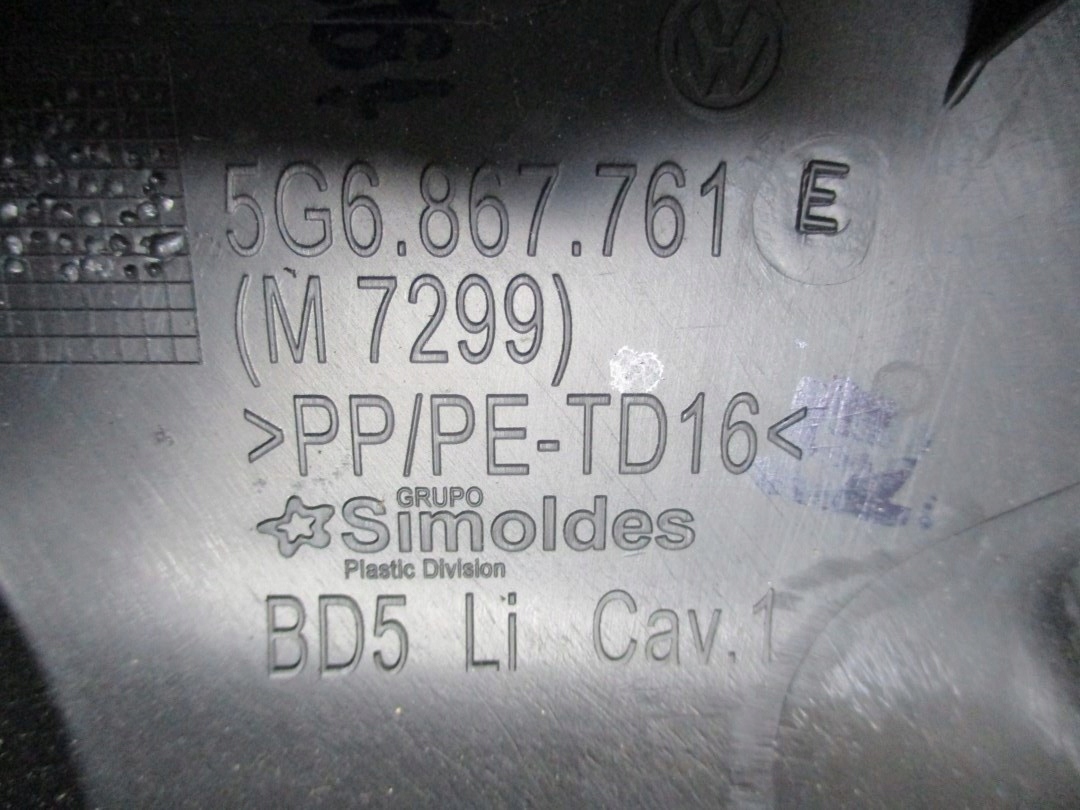 5G6.867.761 E
(M 7299)
>PP/PE-TD16<
GRUPO
Simoldes
Plastic Division
BD5 Li Cav.1